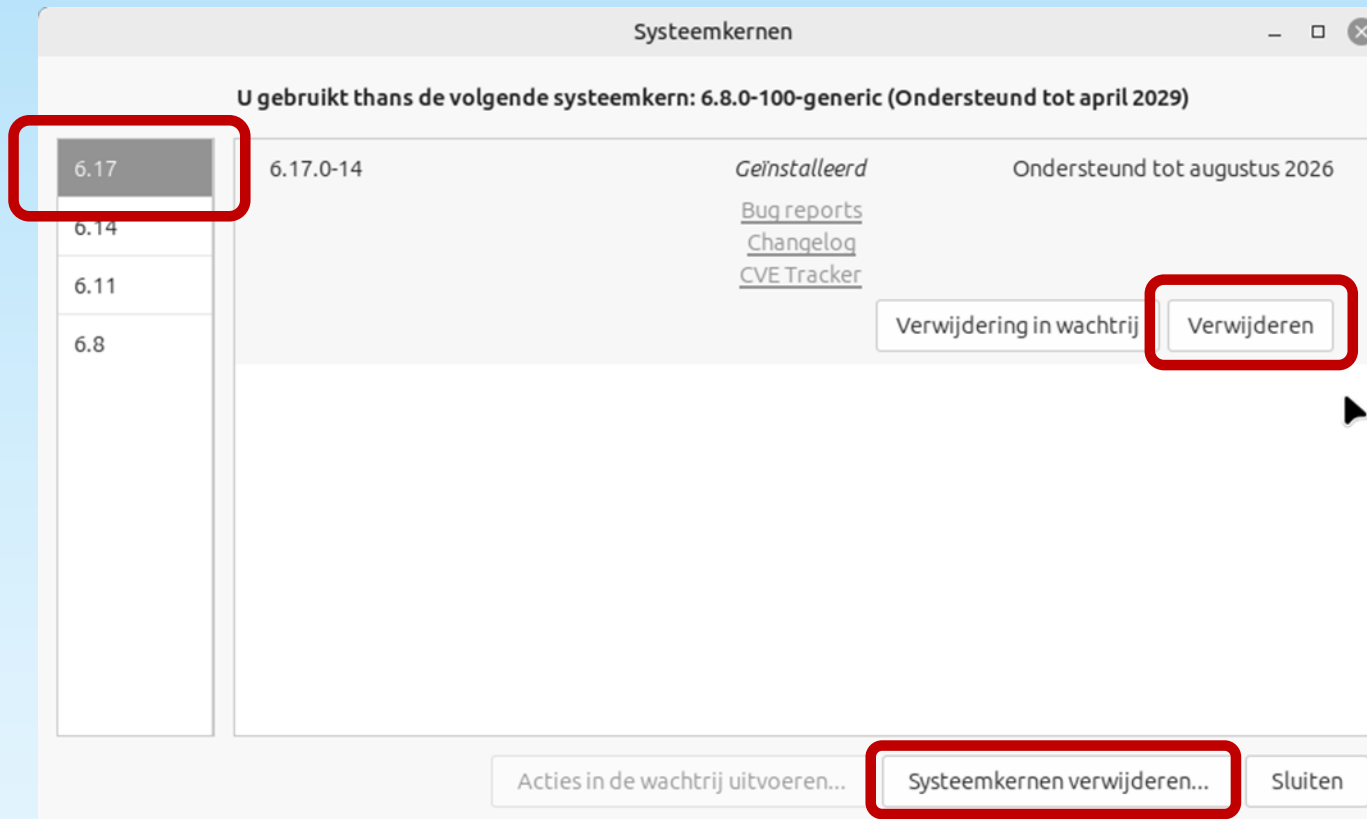 Systeemkernen
U gebruikt thans de volgende systeemkern: 6.8.0-100-generic (Ondersteund tot april 2029)
6.17
6.14
6.11
6.8
6.17.0-14 Geïnstalleerd Ondersteund tot augustus 2026
Bug reports
Changelog
CVE Tracker
Verwijdering in wachtrij Verwijderen
Acties in de wachtrij uitvoeren... Systeemkernen verwijderen... Sluiten